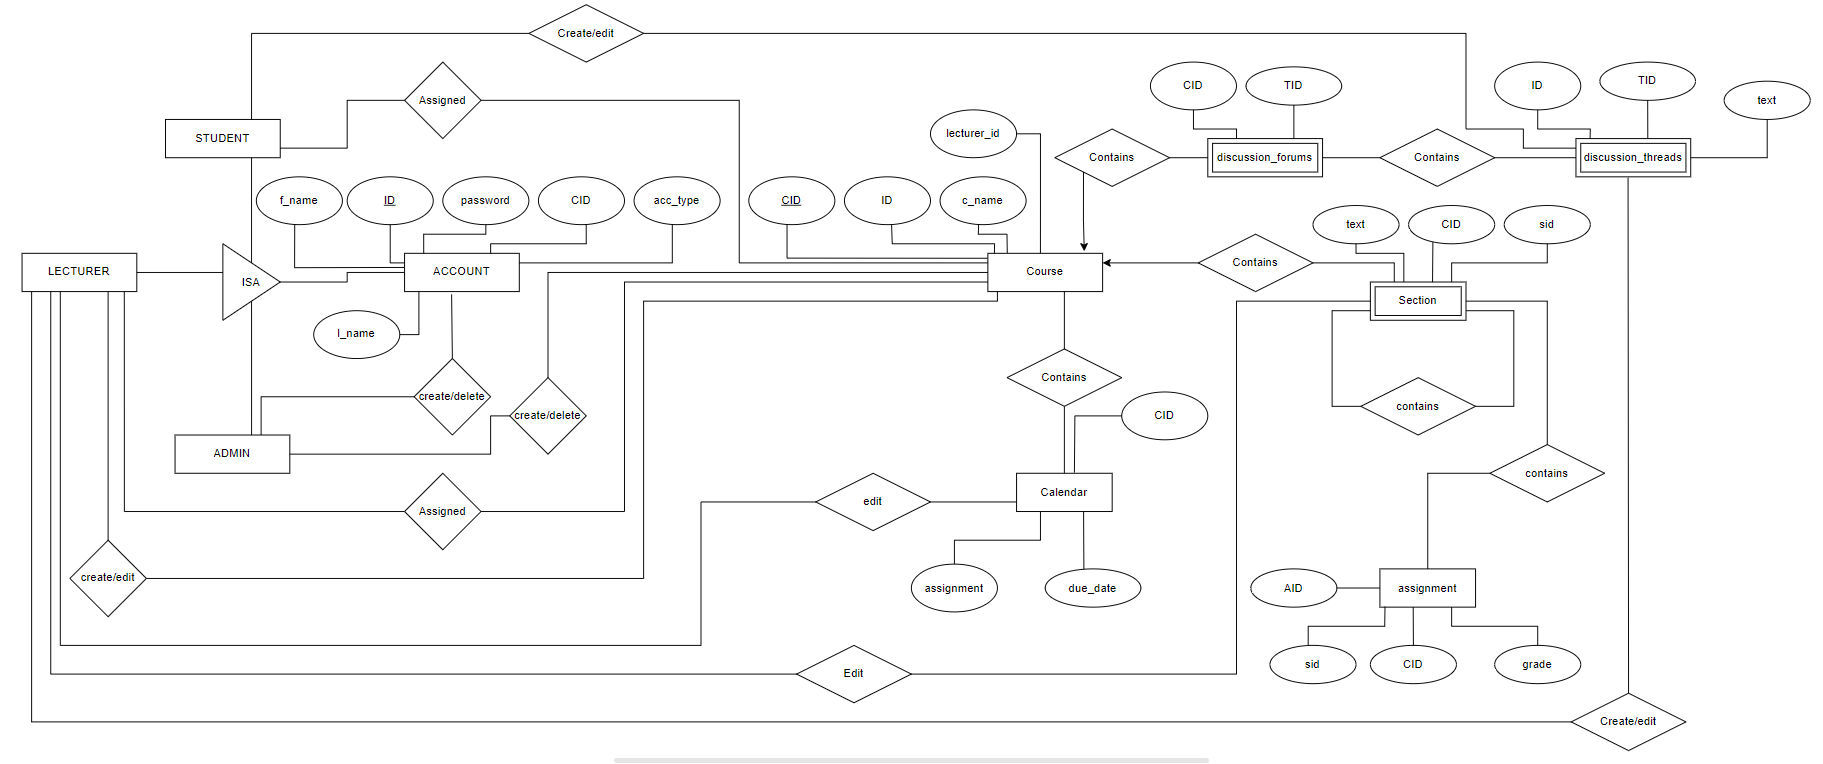 Create/edit
CID
TID
ID
TID
text
Assigned
lecturer_id
STUDENT
Contains
discussion_forums
Contains
discussion_threads
f_name
ID
password
CID
acc_type
CID
ID
c_name
text
CID
sid
LECTURER
ISA
ACCOUNT
Course
Contains
Section
l_name
Contains
create/delete
create/delete
contains
CID
ADMIN
contains
Assigned
edit
Calendar
create/edit
assignment
due_date
AID
assignment
Edit
sid
CID
grade
Create/edit